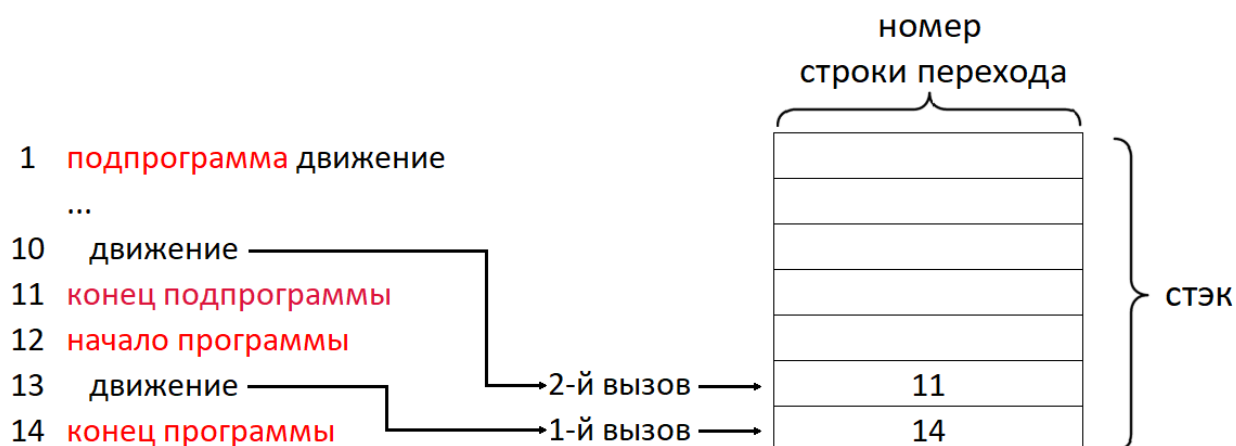 номер
строки перехода
1 подпрограмма движение
...
10 движение
11 конец подпрограммы
стэк
12 начало программы
13 движение
2-й вызов
11
14 конец программы
1-й вызов
14